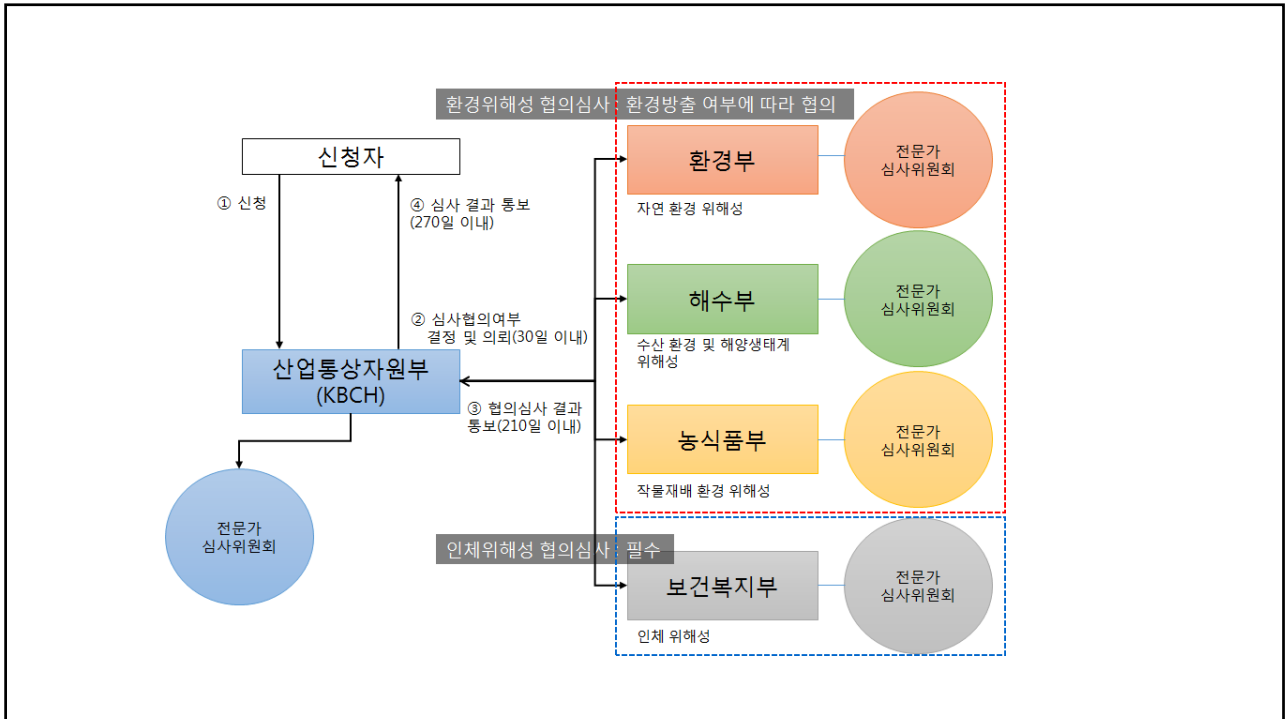 환경위해성 협의심사 : 환경방출 여부에 따라 협의
신청자
① 신청
④ 심사 결과 통보
(270일 이내)
② 심사협의여부
결정 및 의뢰(30일 이내)
산업통상자원부
(KBCH)
③ 협의심사 결과
통보(210일 이내)
전문가
심사위원회
환경부
자연 환경 위해성
전문가
심사위원회
해수부
수산 환경 및 해양생태계
위해성
전문가
심사위원회
농식품부
작물재배 환경 위해성
전문가
심사위원회
인체위해성 협의심사 : 필수
보건복지부
인체 위해성
전문가
심사위원회